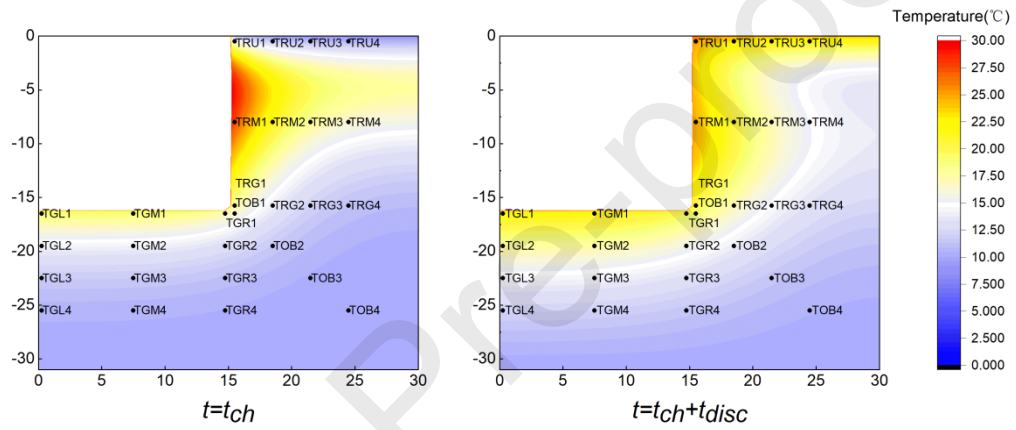 Temperature(℃)
0 TRU1 TRU2 TRU3 TRU4
-5
TRM1 TRM2 TRM3 TRM4
-10
TRG1
-15 TOB1 TRG2 TRG3 TRG4
TGL1 TGM1 TGR1
TGL2 TGM2 TGR2 TOB2
-20
TGL3 TGM3 TGR3 TOB3
-25 TGL4 TGM4 TGR4 TOB4
-30
0 5 10 15 20 25 30
t=tch
0 TRU1 TRU2 TRU3 TRU4
-5
TRM1 TRM2 TRM3 TRM4
-10
TRG1
-15 TOB1 TRG2 TRG3 TRG4
TGL1 TGM1 TGR1
TGL2 TGM2 TGR2 TOB2
-20
TGL3 TGM3 TGR3 TOB3
-25 TGL4 TGM4 TGR4 TOB4
-30
0 5 10 15 20 25 30
t=tch+tdisc
30.00
27.50
25.00
22.50
20.00
17.50
15.00
12.50
10.00
7.500
5.000
2.500
0.000
Pre-proo